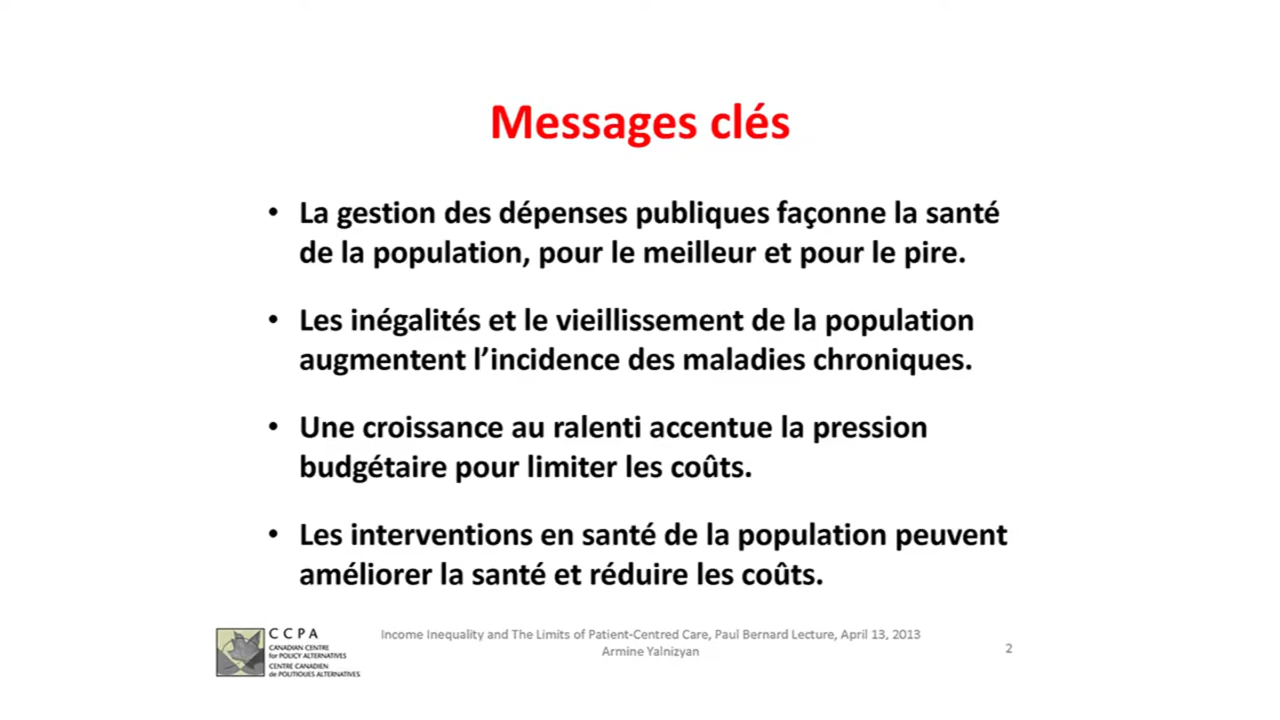 Messages clés
• La gestion des dépenses publiques façonne la santé
de la population, pour le meilleur et pour le pire.
• Les inégalités et le vieillissement de la population
augmentent l’incidence des maladies chroniques.
• Une croissance au ralenti accentue la pression
budgétaire pour limiter les coûts.
• Les interventions en santé de la population peuvent
améliorer la santé et réduire les coûts.
CCPA
CANADIAN CENTRE
for POLICY ALTERNATIVES
CENTRE CANADIEN
de POLITIQUES ALTERNATIVES
Income Inequality and The Limits of Patient-Centred Care, Paul Bernard Lecture, April 13, 2013
Armine Yalnizyan
2